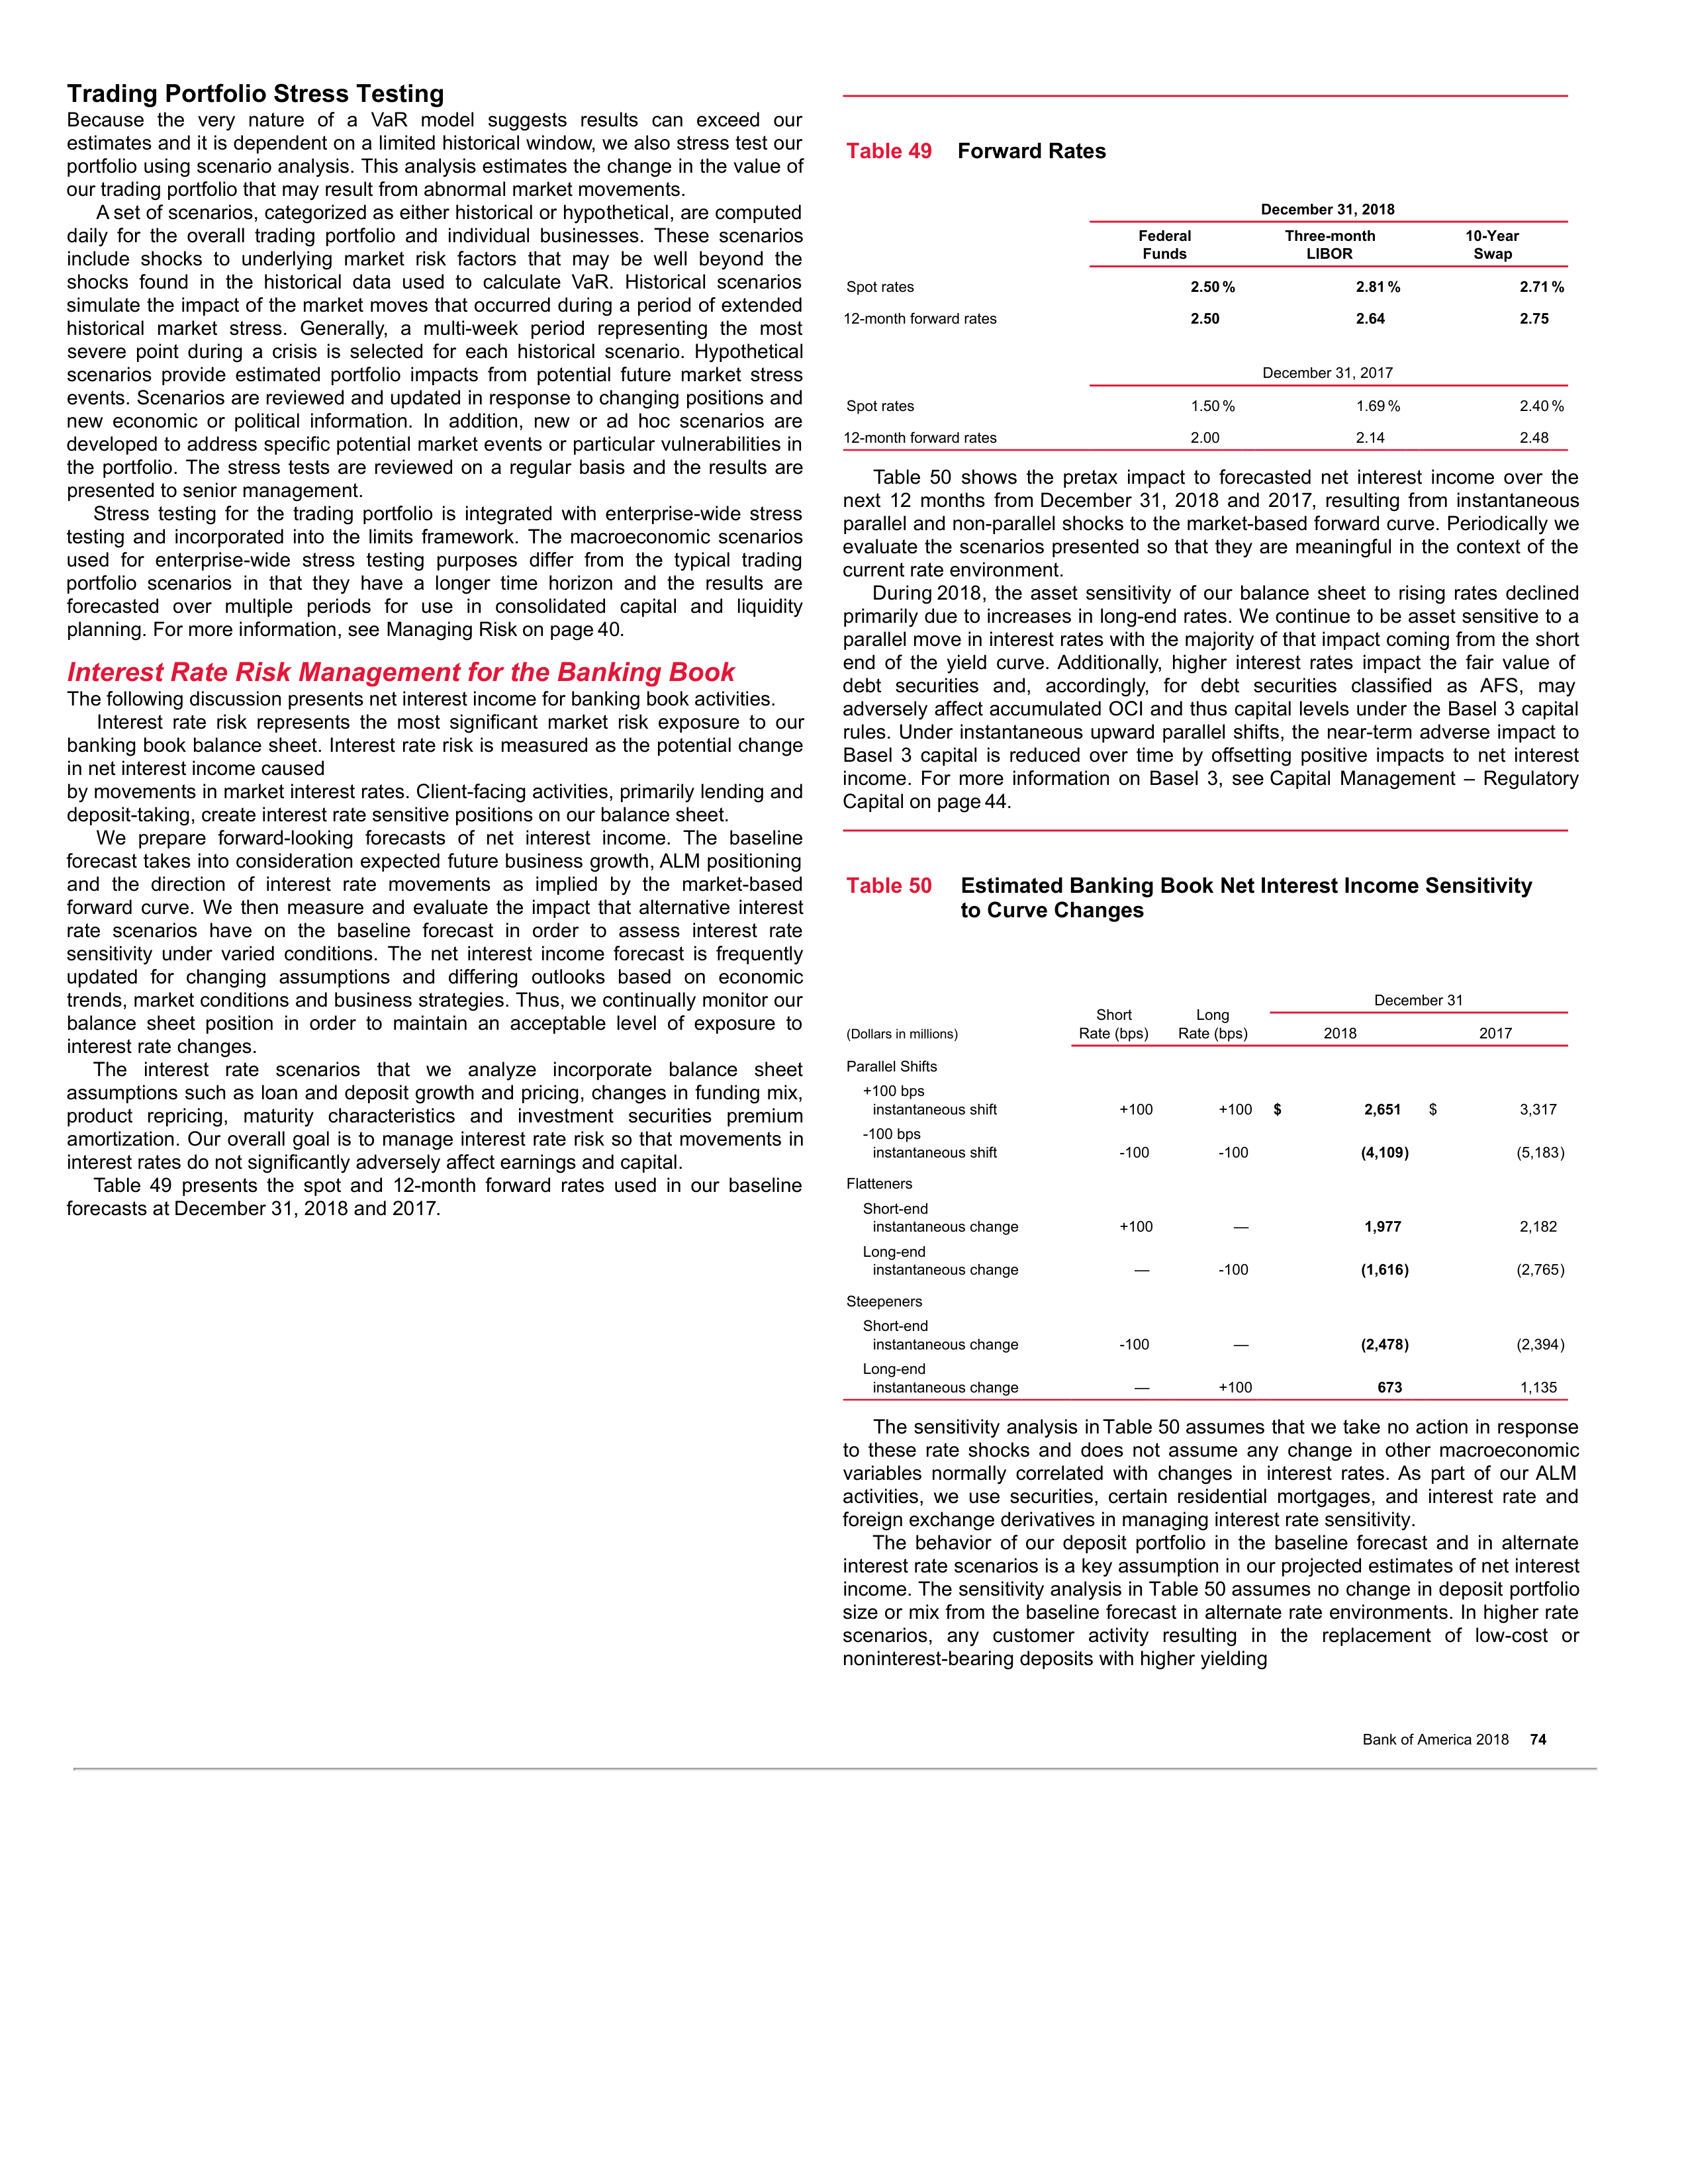 Trading Portfolio Stress Testing
Because the very nature of a VaR model suggests results can exceed our
estimates and it is dependent on a limited historical window, we also stress test our
portfolio using scenario analysis. This analysis estimates the change in the value of
our trading portfolio that may result from abnormal market movements.
A set of scenarios, categorized as either historical or hypothetical, are computed
daily for the overall trading portfolio and individual businesses. These scenarios
include shocks to underlying market risk factors that may be well beyond the
shocks found in the historical data used to calculate VaR. Historical scenarios
simulate the impact of the market moves that occurred during a period of extended
historical market stress. Generally, a multi-week period representing the most
severe point during a crisis is selected for each historical scenario. Hypothetical
scenarios provide estimated portfolio impacts from potential future market stress
events. Scenarios are reviewed and updated in response to changing positions and
new economic or political information. In addition, new or ad hoc scenarios are
developed to address specific potential market events or particular vulnerabilities in
the portfolio. The stress tests are reviewed on a regular basis and the results are
presented to senior management.
Stress testing for the trading portfolio is integrated with enterprise-wide stress
testing and incorporated into the limits framework. The macroeconomic scenarios
used for enterprise-wide stress testing purposes differ from the typical trading
portfolio scenarios in that they have a longer time horizon and the results are
forecasted over multiple periods for use in consolidated capital and liquidity
planning. For more information, see Managing Risk on page 40.
Interest Rate Risk Management for the Banking Book
The following discussion presents net interest income for banking book activities.
Interest rate risk represents the most significant market risk exposure to our
banking book balance sheet. Interest rate risk is measured as the potential change
in net interest income caused
by movements in market interest rates. Client-facing activities, primarily lending and
deposit-taking, create interest rate sensitive positions on our balance sheet.
We prepare forward-looking forecasts of net interest income. The baseline
forecast takes into consideration expected future business growth, ALM positioning
and the direction of interest rate movements as implied by the market-based
forward curve. We then measure and evaluate the impact that alternative interest
rate scenarios have on the baseline forecast in order to assess interest rate
sensitivity under varied conditions. The net interest income forecast is frequently
updated for changing assumptions and differing outlooks based on economic
trends, market conditions and business strategies. Thus, we continually monitor our
balance sheet position in order to maintain an acceptable level of exposure to
interest rate changes.
The interest rate scenarios that we analyze incorporate balance sheet
assumptions such as loan and deposit growth and pricing, changes in funding mix,
product repricing, maturity characteristics and investment securities premium
amortization. Our overall goal is to manage interest rate risk so that movements in
interest rates do not significantly adversely affect earnings and capital.
Table 49 presents the spot and 12-month forward rates used in our baseline
forecasts at December 31, 2018 and 2017.
Table 49 Forward Rates
December 31, 2018
Federal Three-month 10-Year
Funds LIBOR Swap
Spot rates 2.50 % 2.81 % 2.71 %
12-month forward rates 2.50 2.64 2.75
December 31, 2017
Spot rates 1.50 % 1.69 % 2.40 %
12-month forward rates 2.00 2.14 2.48
Table 50 shows the pretax impact to forecasted net interest income over the
next 12 months from December 31, 2018 and 2017, resulting from instantaneous
parallel and non-parallel shocks to the market-based forward curve. Periodically we
evaluate the scenarios presented so that they are meaningful in the context of the
current rate environment.
During 2018, the asset sensitivity of our balance sheet to rising rates declined
primarily due to increases in long-end rates. We continue to be asset sensitive to a
parallel move in interest rates with the majority of that impact coming from the short
end of the yield curve. Additionally, higher interest rates impact the fair value of
debt securities and, accordingly, for debt securities classified as AFS, may
adversely affect accumulated OCI and thus capital levels under the Basel 3 capital
rules. Under instantaneous upward parallel shifts, the near-term adverse impact to
Basel 3 capital is reduced over time by offsetting positive impacts to net interest
income. For more information on Basel 3, see Capital Management – Regulatory
Capital on page 44.
Table 50 Estimated Banking Book Net Interest Income Sensitivity
to Curve Changes
December 31
Short Long
(Dollars in millions) Rate (bps) Rate (bps) 2018 2017
Parallel Shifts
+100 bps
instantaneous shift +100 +100 $ 2,651 $ 3,317
-100 bps
instantaneous shift -100 -100 (4,109) (5,183)
Flatteners
Short-end
instantaneous change +100 — 1,977 2,182
Long-end
instantaneous change — -100 (1,616) (2,765)
Steepeners
Short-end
instantaneous change -100 — (2,478) (2,394)
Long-end
instantaneous change — +100 673 1,135
The sensitivity analysis in Table 50 assumes that we take no action in response
to these rate shocks and does not assume any change in other macroeconomic
variables normally correlated with changes in interest rates. As part of our ALM
activities, we use securities, certain residential mortgages, and interest rate and
foreign exchange derivatives in managing interest rate sensitivity.
The behavior of our deposit portfolio in the baseline forecast and in alternate
interest rate scenarios is a key assumption in our projected estimates of net interest
income. The sensitivity analysis in Table 50 assumes no change in deposit portfolio
size or mix from the baseline forecast in alternate rate environments. In higher rate
scenarios, any customer activity resulting in the replacement of low-cost or
noninterest-bearing deposits with higher yielding
Bank of America 2018 74